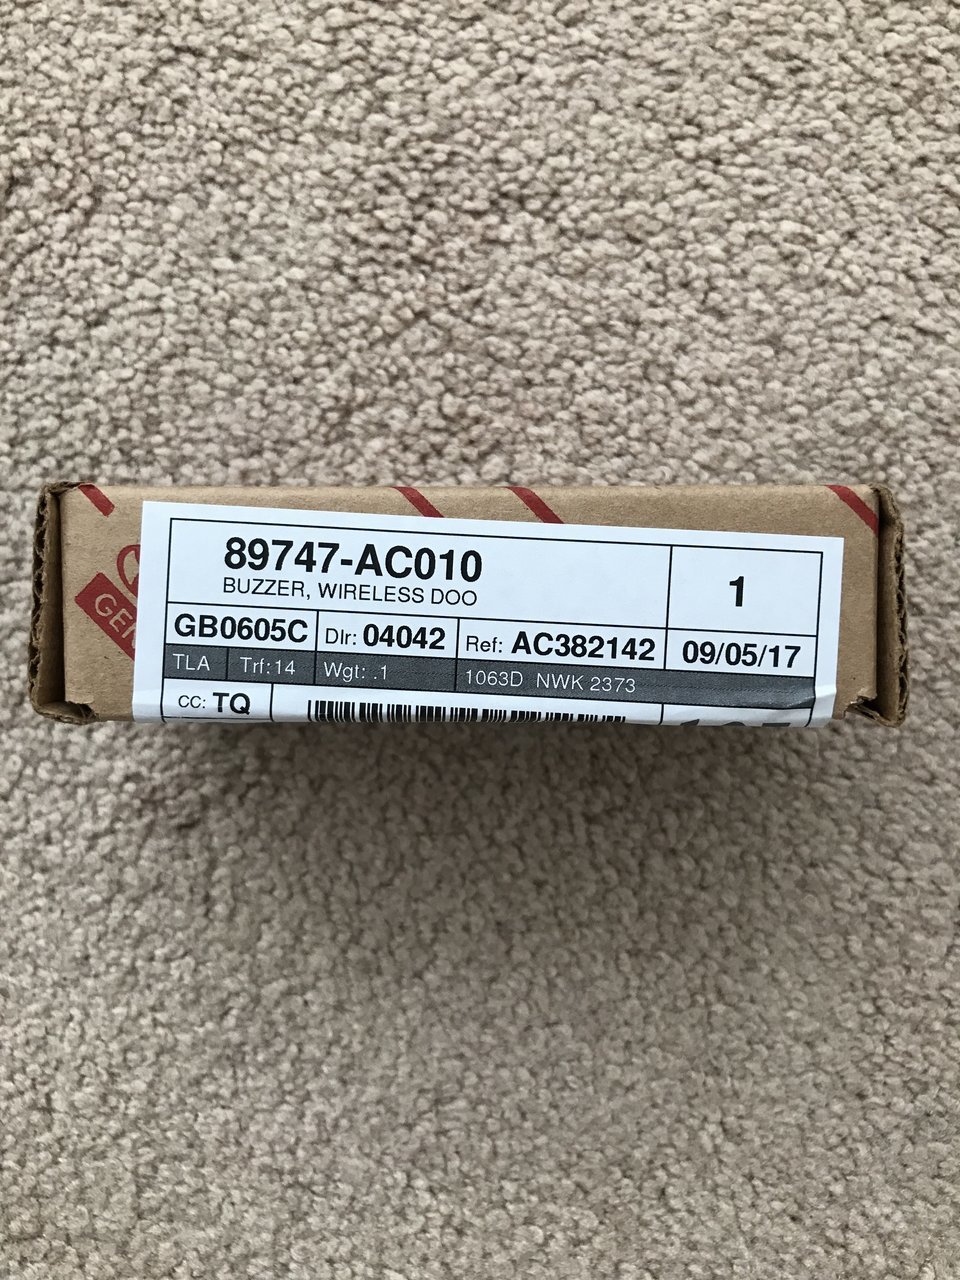 89747-AC010
BUZZER, WIRELESS DOO
1
GB0605C
Dlr: 04042
Ref: AC382142
09/05/17
TLA
Trf: 14
Wgt: .1
1063D NWK 2373
CC: TQ